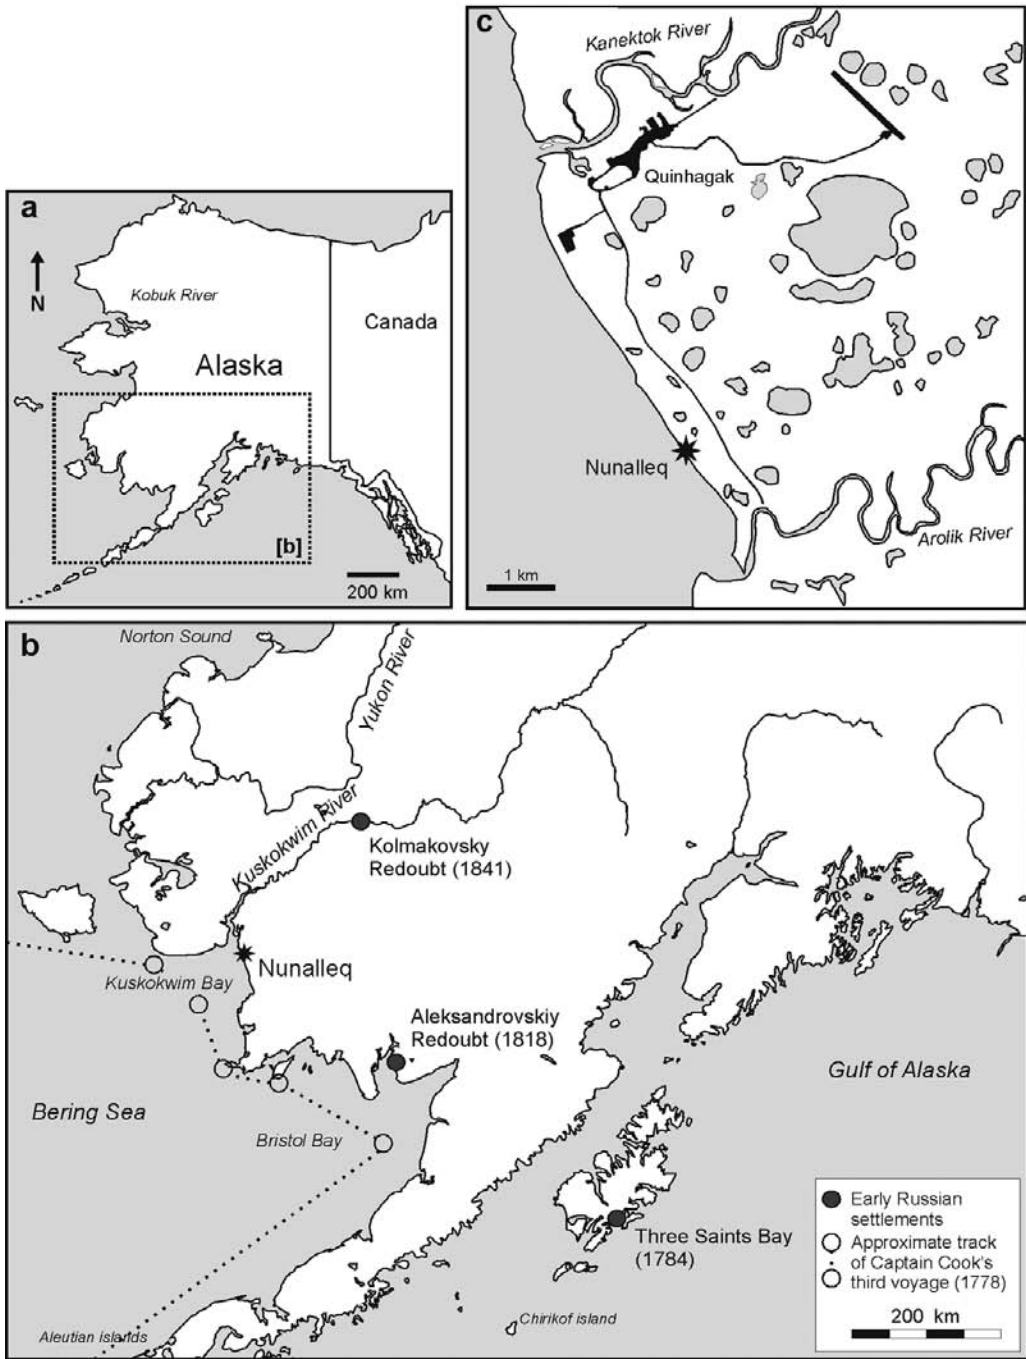 a
N
Kobuk River
Canada
Alaska
[b]
200 km
c
Kanektok River
Quinhagak
Nunalleq
Arolik River
1 km
b
Norton Sound
Yukon River
Kuskokwim River
Kolmakovsky
Redoubt (1841)
Nunalleq
Kuskokwim Bay
Aleksandrovskiy
Redoubt (1818)
Gulf of Alaska
Bering Sea
Bristol Bay
Three Saints Bay
(1784)
Chirikof island
Aleutian islands
Early Russian
settlements
Approximate track
of Captain Cook's
third voyage (1778)
200 km